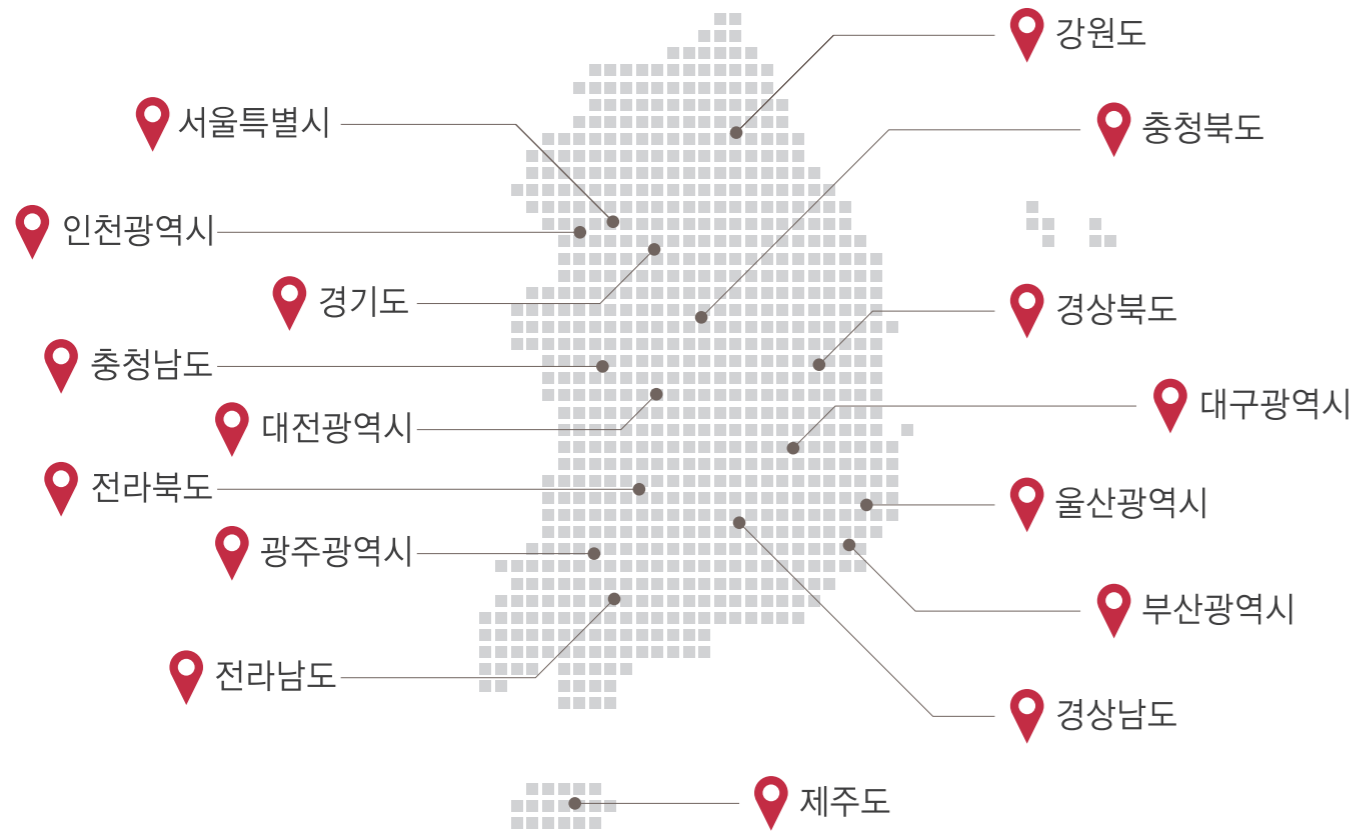 강원도
서울특별시
충청북도
인천광역시
경기도
경상북도
충청남도
대구광역시
대전광역시
전라북도
울산광역시
광주광역시
부산광역시
전라남도
경상남도
제주도